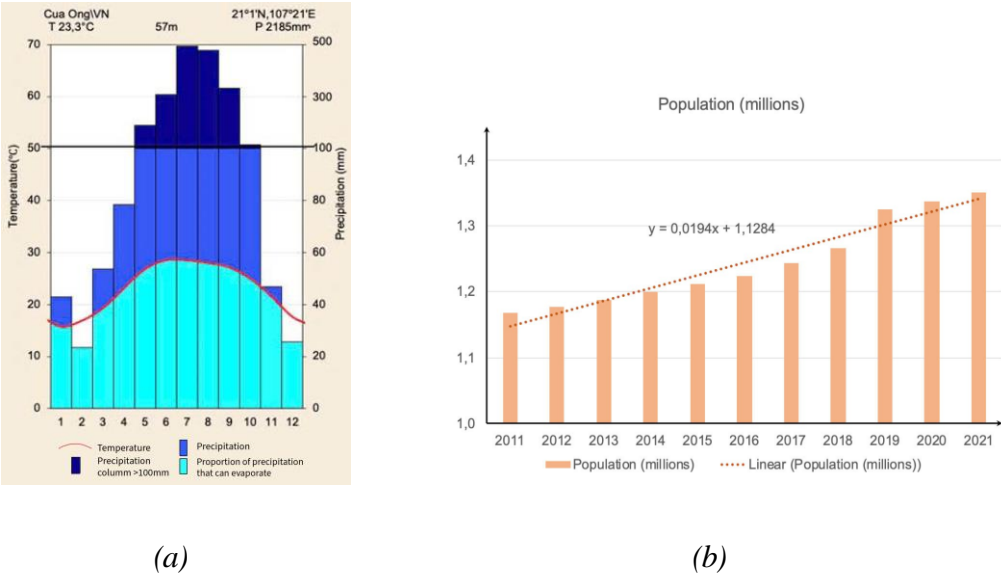 Cua Ong\VN 21°1'N,107°21'E
T 23,3°C 57m P 2185mm
70 500
60 300
50 100
40 80
30 60
20 40
10 20
0 0
Temperature(°C)
Precipitation (mm)
1 2 3 4 5 6 7 8 9 10 11 12
Temperature Precipitation
Precipitation columm >100mm
Proportion of precipitation that can evaporate
(a)
Population (millions)
1,4
1,3
1,2
1,1
1,0
y = 0,0194x + 1,1284
2011 2012 2013 2014 2015 2016 2017 2018 2019 2020 2021
Population (millions) Linear (Population (millions))
(b)